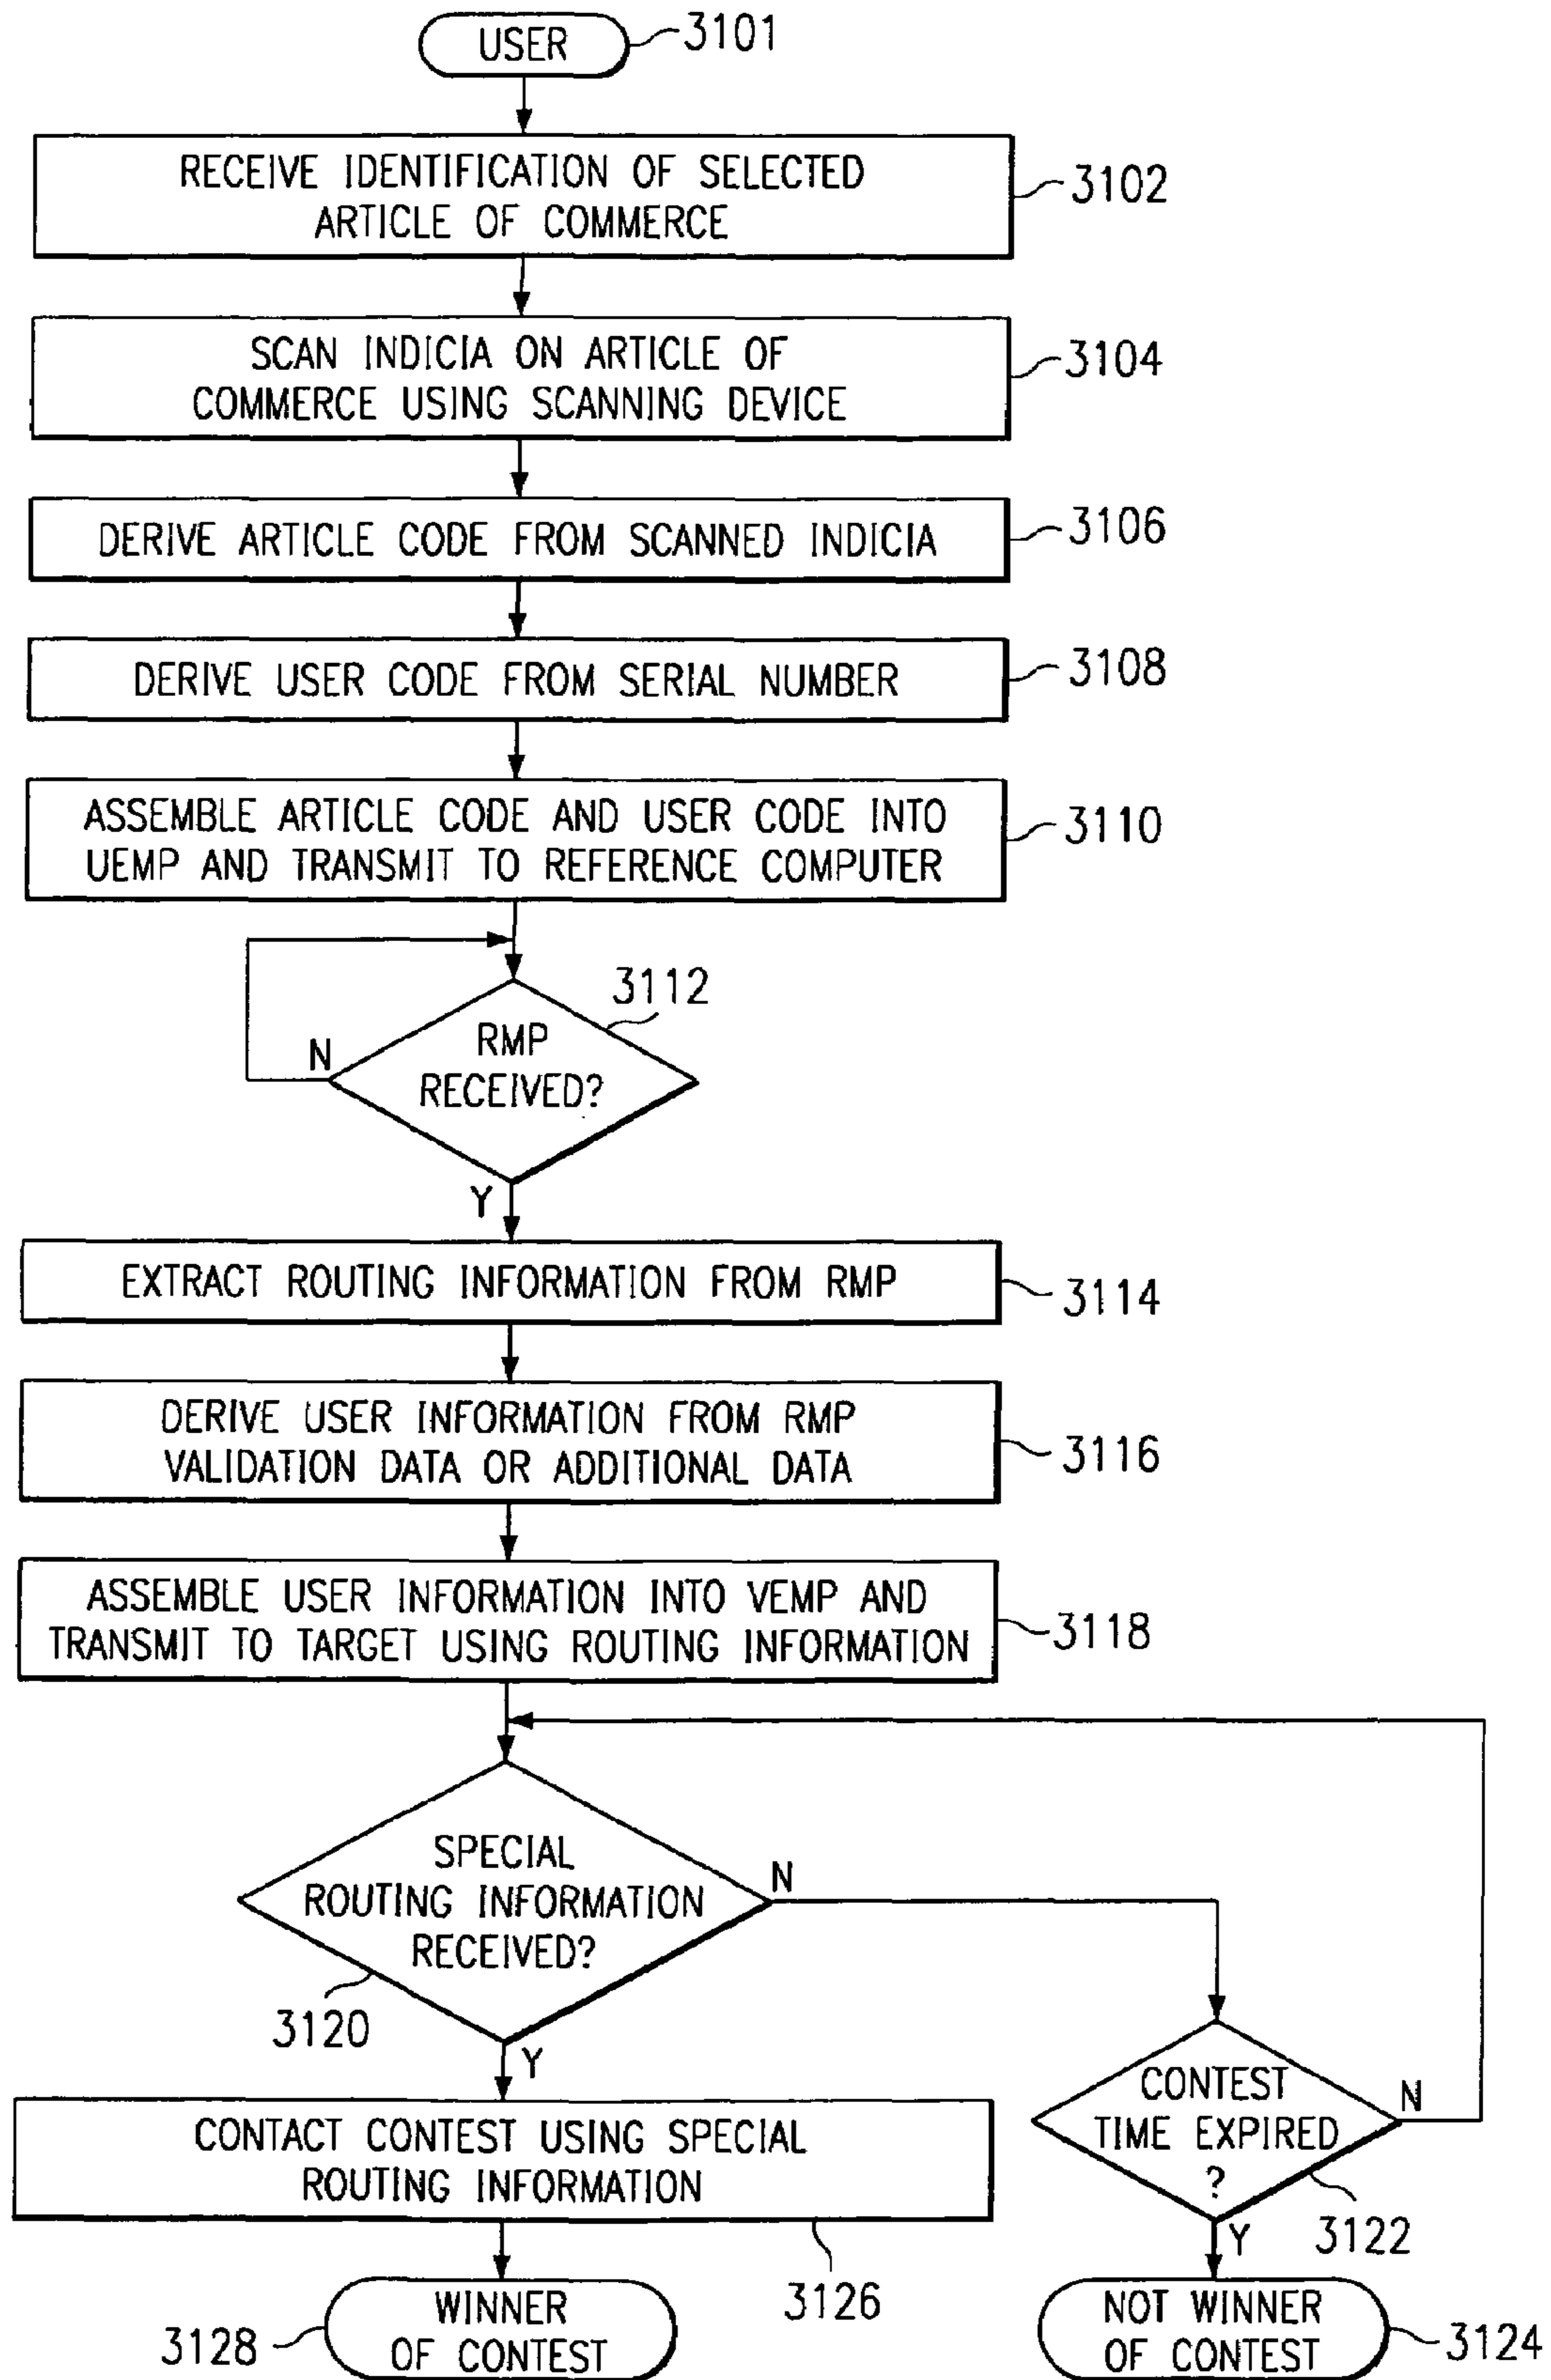 USER
3101
RECEIVE IDENTIFICATION OF SELECTED
ARTICLE OF COMMERCE
3102
SCAN INDICIA ON ARTICLE OF
COMMERCE USING SCANNING DEVICE
3104
DERIVE ARTICLE CODE FROM SCANNED INDICIA
3106
DERIVE USER CODE FROM SERIAL NUMBER
3108
ASSEMBLE ARTICLE CODE AND USER CODE INTO
UEMP AND TRANSMIT TO REFERENCE COMPUTER
3110
3112
RMP
RECEIVED?
N
Y
EXTRACT ROUTING INFORMATION FROM RMP
3114
DERIVE USER INFORMATION FROM RMP
VALIDATION DATA OR ADDITIONAL DATA
3116
ASSEMBLE USER INFORMATION INTO VEMP AND
TRANSMIT TO TARGET USING ROUTING INFORMATION
3118
SPECIAL
ROUTING INFORMATION
RECEIVED?
N
3120
Y
CONTEST
TIME EXPIRED
?
N
3122
Y
CONTACT CONTEST USING SPECIAL
ROUTING INFORMATION
3126
WINNER
OF CONTEST
3128
NOT WINNER
OF CONTEST
3124